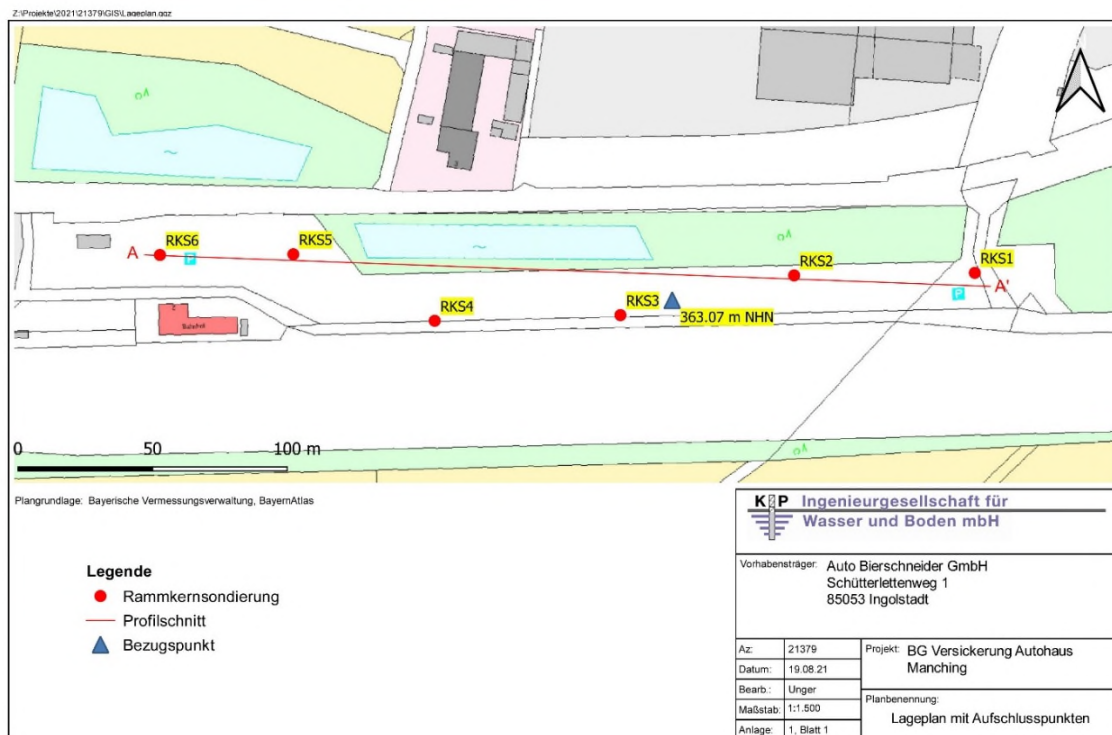 Z:\Projekte\2021\21379\GIS\Lageplan.qgz
RKS6
RKS5
A
P
RKS2
RKS1
A'
P
RKS4
RKS3
363.07 m NHN
Bahnhof
0 50 100 m
Plangrundlage: Bayerische Vermessungsverwaltung, BayernAtlas
Legende
Rammkernsondierung
Profilschnitt
Bezugspunkt
K P Ingenieurgesellschaft für
Wasser und Boden mbH
Vorhabensträger: Auto Bierschneider GmbH
Schütterlettenweg 1
85053 Ingolstadt
Az: 21379
Datum: 19.08.21
Bearb.: Unger
Maßstab: 1:1.500
Anlage: 1, Blatt 1
Projekt: BG Versickerung Autohaus
Manching
Planbenennung:
Lageplan mit Aufschlusspunkten